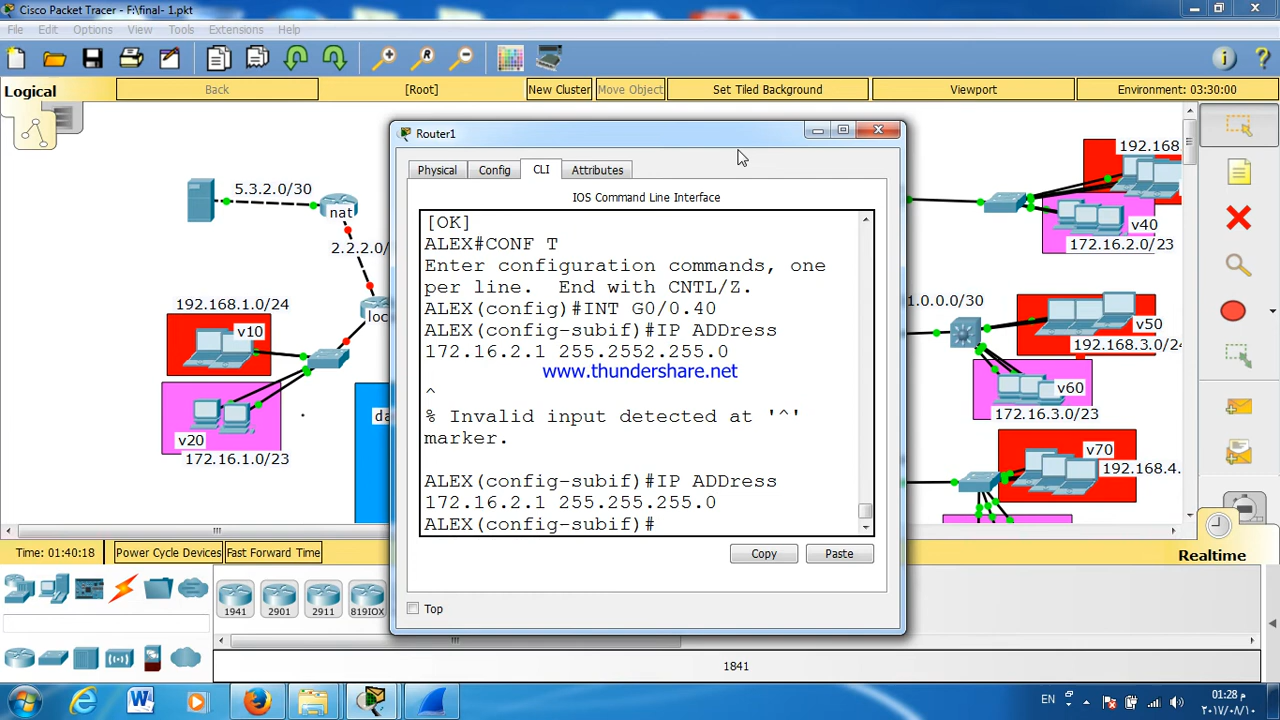 Cisco Packet Tracer - F:\final- 1.pkt
File Edit Options View Tools Extensions Help
Logical Back [Root] New Cluster Move Object Set Tiled Background Viewport Environment: 03:30:00
Router1
Physical Config CLI Attributes
IOS Command Line Interface
[OK]
ALEX#CONF T
Enter configuration commands, one
per line. End with CNTL/Z.
ALEX(config)#INT G0/0.40
ALEX(config-subif)#IP ADDress
172.16.2.1 255.2552.255.0
www.thundershare.net
^
% Invalid input detected at '^'
marker.
ALEX(config-subif)#IP ADDress
172.16.2.1 255.255.255.0
ALEX(config-subif)#
Copy Paste
Top
5.3.2.0/30
nat
2.2.2.0/
192.168.1.0/24
v10
loc
v20
172.16.1.0/23
da
192.168
v40
172.16.2.0/23
1.0.0.0/30
v50
192.168.3.0/24
v60
172.16.3.0/23
v70
192.168.4.
Time: 01:40:18 Power Cycle Devices Fast Forward Time Realtime
1941 2901 2911 819IOX
1841
EN
01:28 م
٢٠١٧/٠٨/١٠